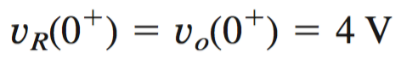 v_R(0⁺) = v_o(0⁺) = 4 V